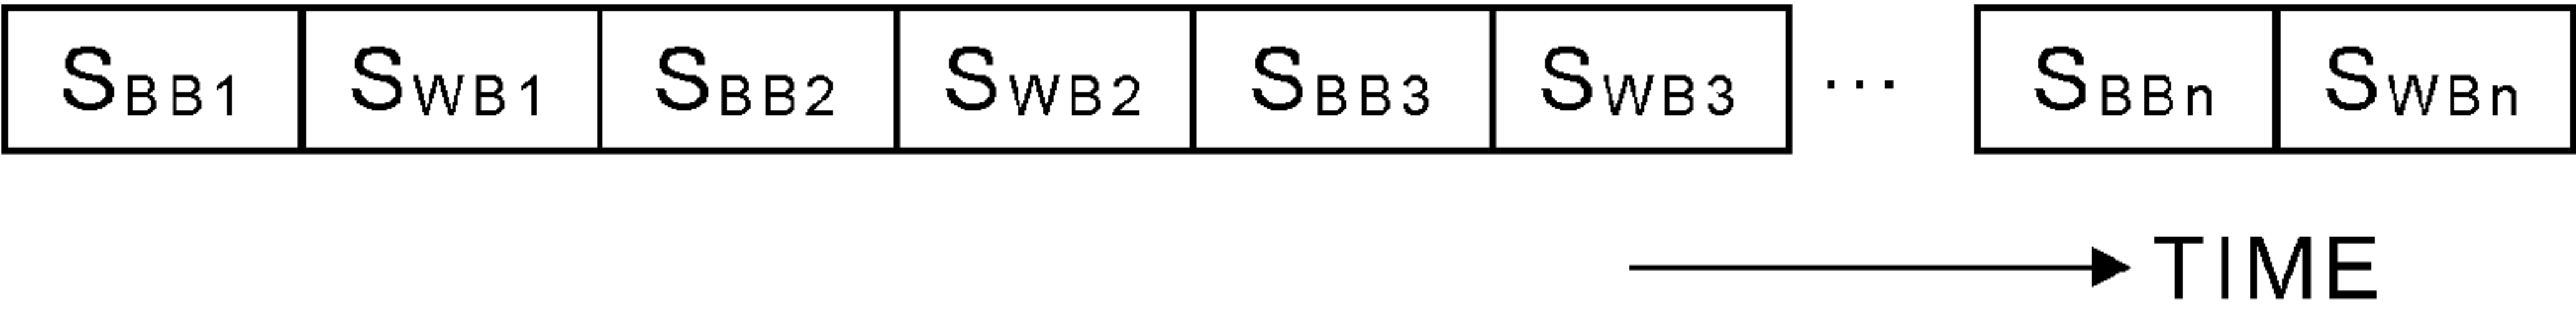 SBB1 SWB1 SBB2 SWB2 SBB3 SWB3 ... SBBn SWBn
TIME